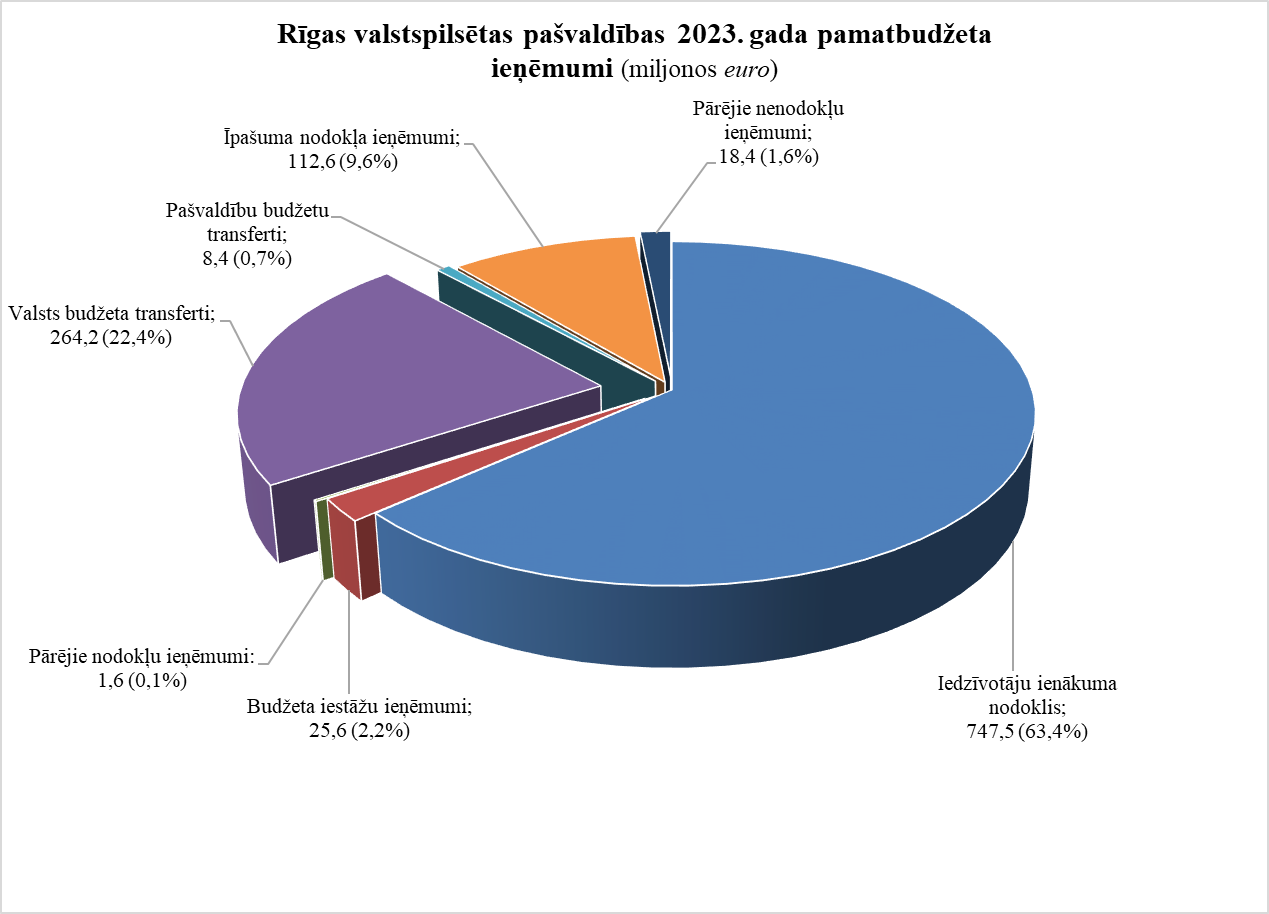 Rīgas valstspilsētas pašvaldības 2023. gada pamatbudžeta
ieņēmumi (miljonos euro)
Pārējie nenodokļu
ieņēmumi;
18,4 (1,6%)
Īpašuma nodokļa ieņēmumi;
112,6 (9,6%)
Pašvaldību budžetu
transferti;
8,4 (0,7%)
Valsts budžeta transferti;
264,2 (22,4%)
Pārējie nodokļu ieņēmumi:
1,6 (0,1%)
Budžeta iestāžu ieņēmumi;
25,6 (2,2%)
Iedzīvotāju ienākuma
nodoklis;
747,5 (63,4%)